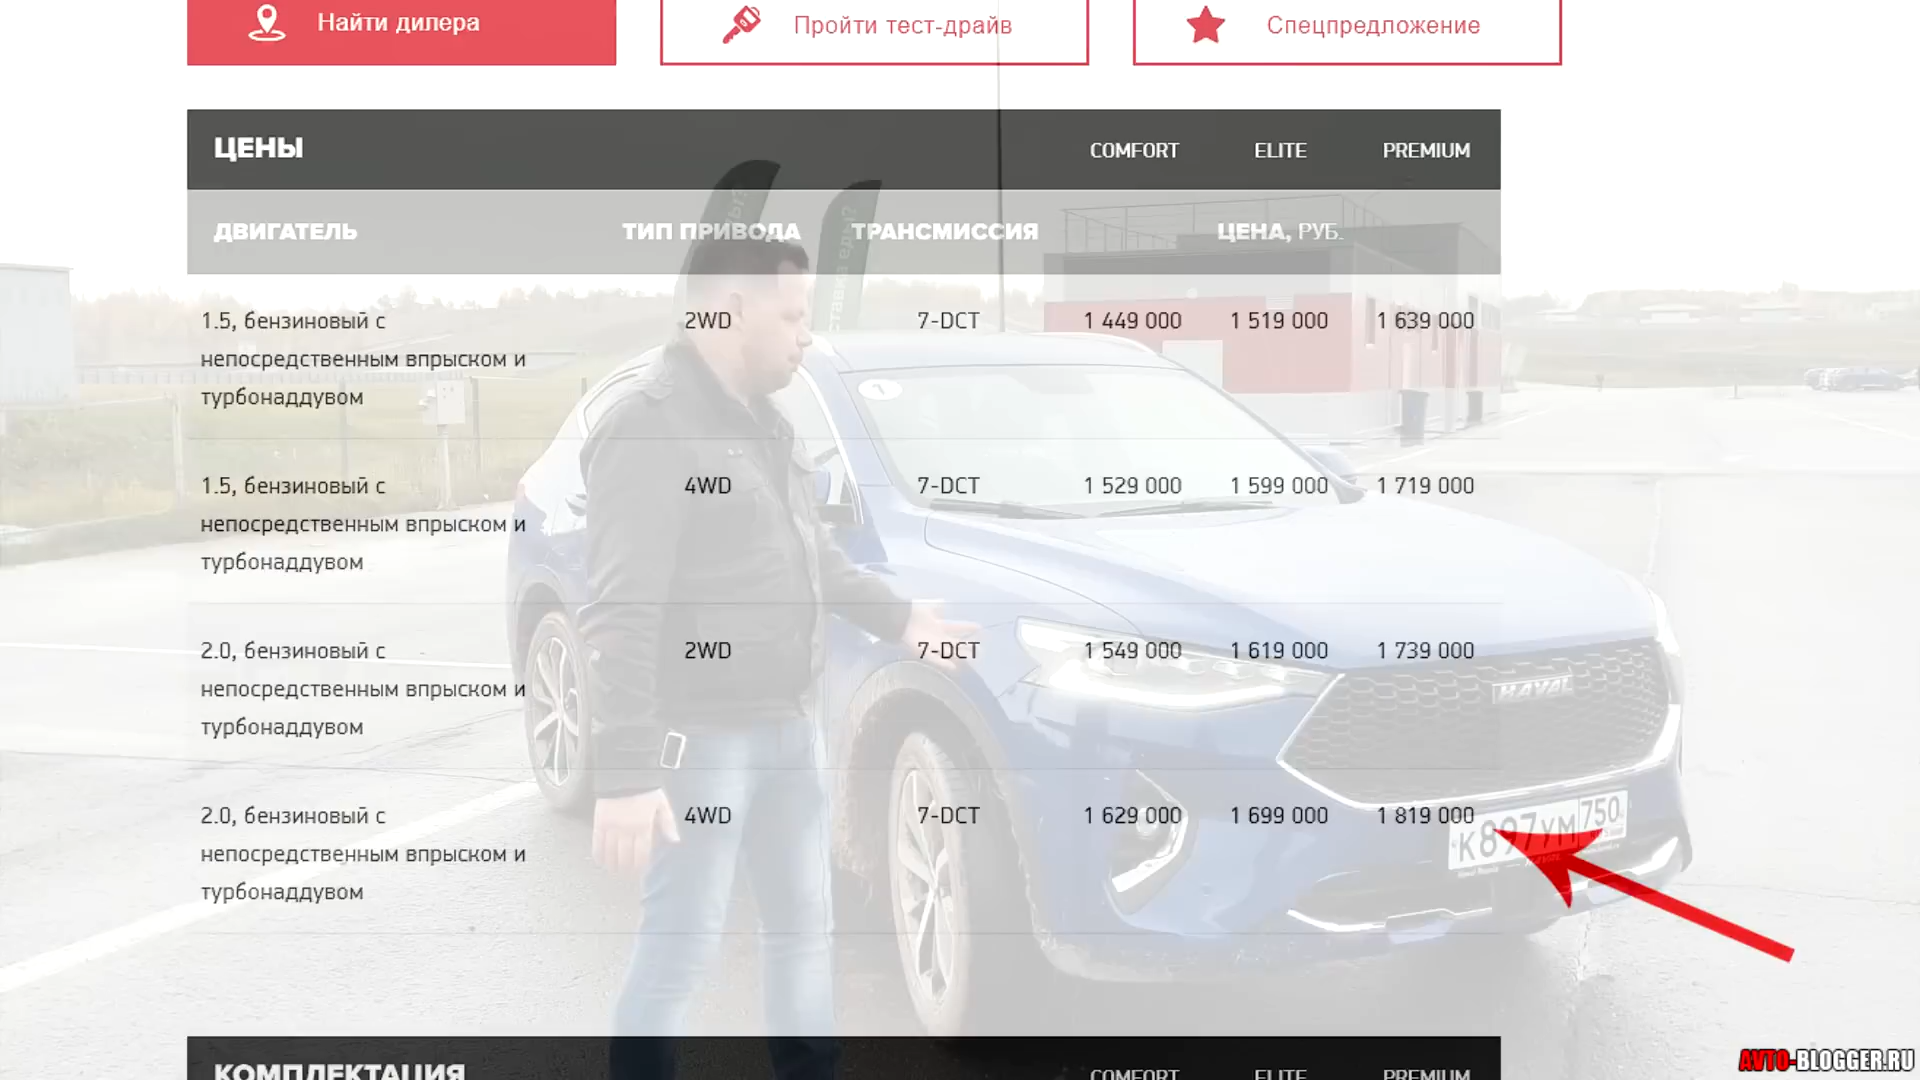 Найти дилера
Пройти тест-драйв
Спецпредложение
ЦЕНЫ COMFORT ELITE PREMIUM
ДВИГАТЕЛЬ ТИП ПРИВОДА ТРАНСМИССИЯ ЦЕНА, РУБ.
1.5, бензиновый с 2WD 7-DCT 1 449 000 1 519 000 1 639 000
непосредственным впрыском и
турбонаддувом
1.5, бензиновый с 4WD 7-DCT 1 529 000 1 599 000 1 719 000
непосредственным впрыском и
турбонаддувом
2.0, бензиновый с 2WD 7-DCT 1 549 000 1 619 000 1 739 000
непосредственным впрыском и
турбонаддувом
HAVAL
2.0, бензиновый с 4WD 7-DCT 1 629 000 1 699 000 1 819 000
непосредственным впрыском и
турбонаддувом
К897УМ 750
КОМПЛЕКТАЦИЯ COMFORT ELITE PREMIUM
AVTO-BLOGGER.RU